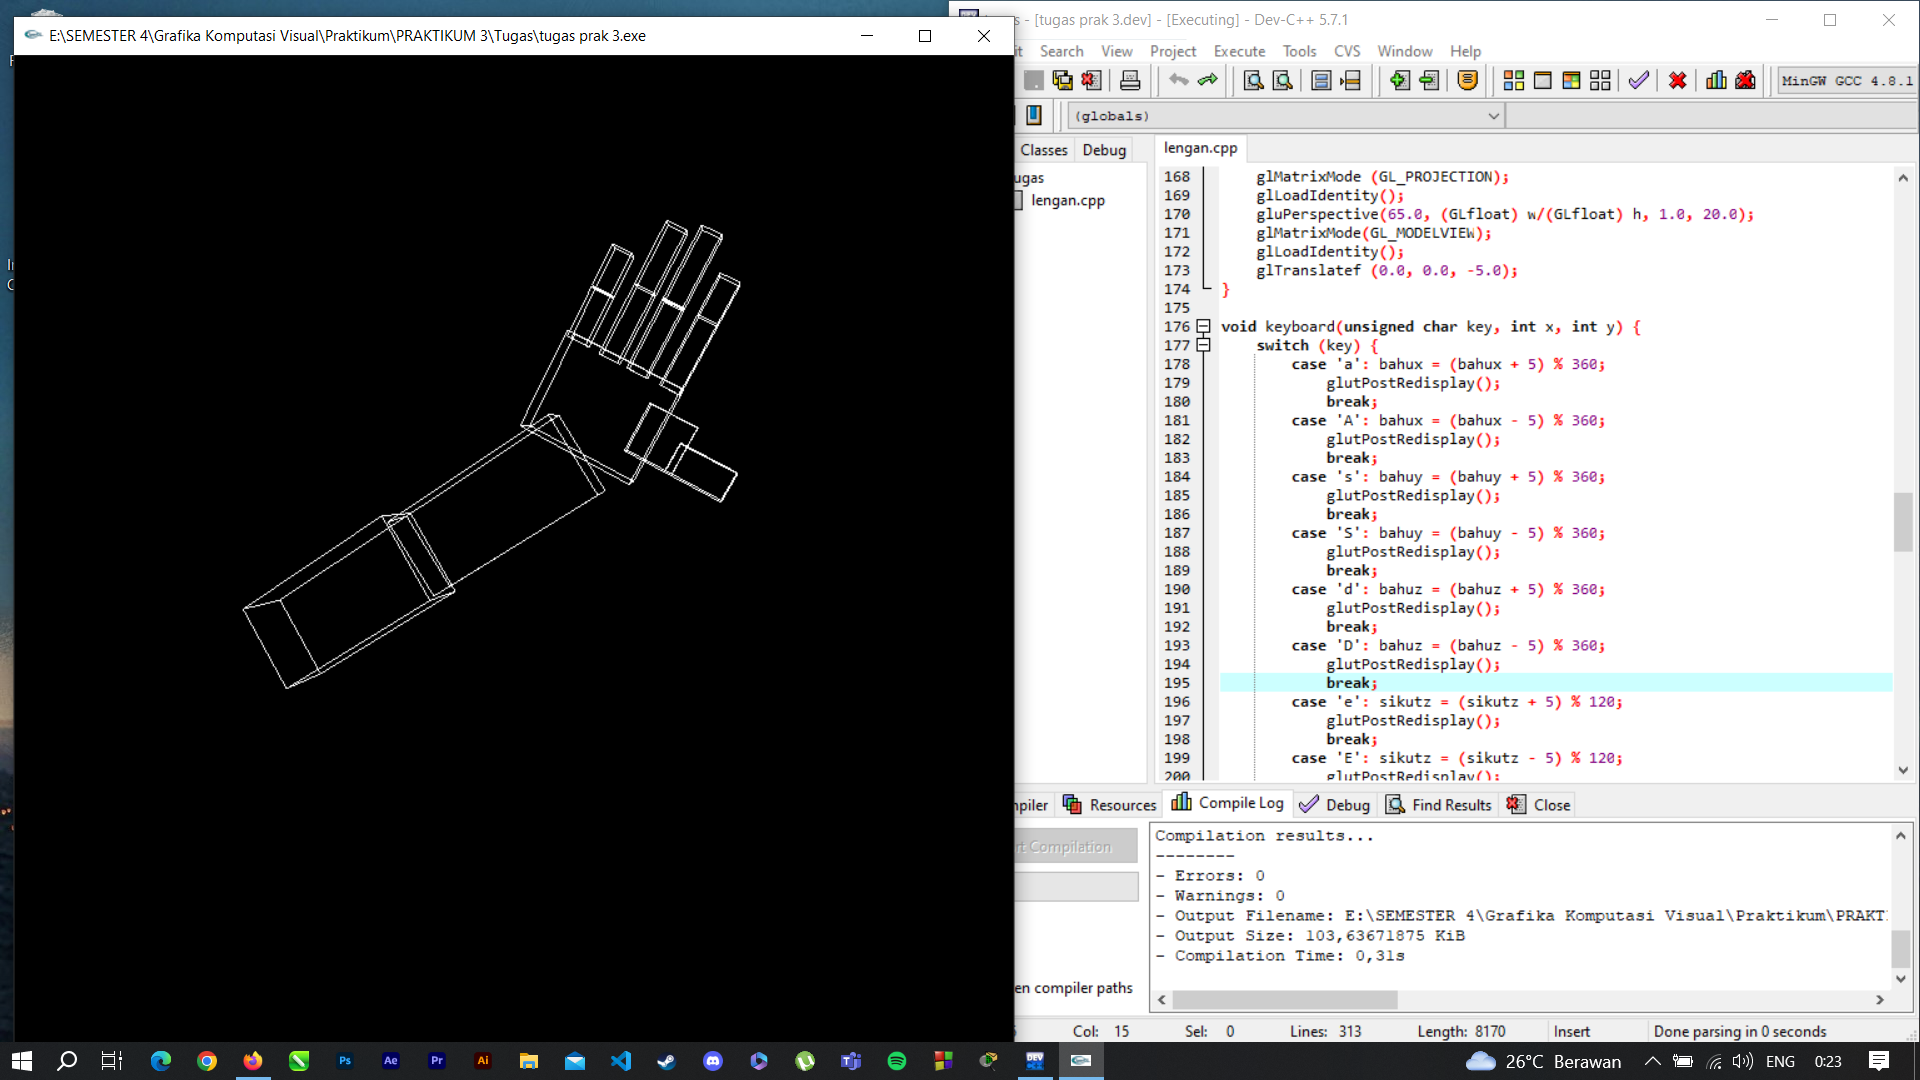 E:\SEMESTER 4\Grafika Komputasi Visual\Praktikum\PRAKTIKUM 3\Tugas\tugas prak 3.exe
- [tugas prak 3.dev] - [Executing] - Dev-C++ 5.7.1
Search View Project Execute Tools CVS Window Help
MinGW GCC 4.8.1
(globals)
Classes Debug
lengan.cpp
lengan.cpp
168 glMatrixMode (GL_PROJECTION);
169 glLoadIdentity();
170 gluPerspective(65.0, (GLfloat) w/(GLfloat) h, 1.0, 20.0);
171 glMatrixMode(GL_MODELVIEW);
172 glLoadIdentity();
173 glTranslatef (0.0, 0.0, -5.0);
174 }
175
176 void keyboard(unsigned char key, int x, int y) {
177 switch (key) {
178 case 'a': bahux = (bahux + 5) % 360;
179 glutPostRedisplay();
180 break;
181 case 'A': bahux = (bahux - 5) % 360;
182 glutPostRedisplay();
183 break;
184 case 's': bahuy = (bahuy + 5) % 360;
185 glutPostRedisplay();
186 break;
187 case 'S': bahuy = (bahuy - 5) % 360;
188 glutPostRedisplay();
189 break;
190 case 'd': bahuz = (bahuz + 5) % 360;
191 glutPostRedisplay();
192 break;
193 case 'D': bahuz = (bahuz - 5) % 360;
194 glutPostRedisplay();
195 break;
196 case 'e': sikutz = (sikutz + 5) % 120;
197 glutPostRedisplay();
198 break;
199 case 'E': sikutz = (sikutz - 5) % 120;
200 glutPostRedisplay();
Resources Compile Log Debug Find Results Close
Compilation
Compilation results...
--------
- Errors: 0
- Warnings: 0
- Output Filename: E:\SEMESTER 4\Grafika Komputasi Visual\Praktikum\PRAKT
- Output Size: 103,63671875 KiB
- Compilation Time: 0,31s
compiler paths
Col: 15 Sel: 0 Lines: 313 Length: 8170 Insert Done parsing in 0 seconds
Ps Ae Pr Ai DEV 26°C Berawan ENG 0:23